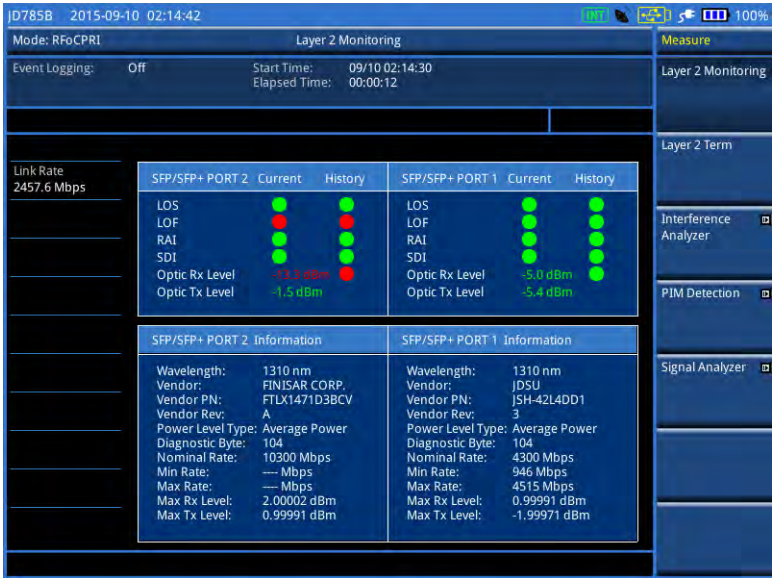 JD785B 2015-09-10 02:14:42 INT 100%
Mode: RFoCPRI Layer 2 Monitoring Measure
Event Logging: Off Start Time: 09/10 02:14:30
Elapsed Time: 00:00:12
Layer 2 Monitoring
Layer 2 Term
Interference
Analyzer
PIM Detection
Signal Analyzer
Link Rate
2457.6 Mbps
SFP/SFP+ PORT 2 Current History
LOS
LOF
RAI
SDI
Optic Rx Level -13.3 dBm
Optic Tx Level -1.5 dBm
SFP/SFP+ PORT 1 Current History
LOS
LOF
RAI
SDI
Optic Rx Level -5.0 dBm
Optic Tx Level -5.4 dBm
SFP/SFP+ PORT 2 Information
Wavelength: 1310 nm
Vendor: FINISAR CORP.
Vendor PN: FTLX1471D3BCV
Vendor Rev: A
Power Level Type: Average Power
Diagnostic Byte: 104
Nominal Rate: 10300 Mbps
Min Rate: ---- Mbps
Max Rate: ---- Mbps
Max Rx Level: 2.00002 dBm
Max Tx Level: 0.99991 dBm
SFP/SFP+ PORT 1 Information
Wavelength: 1310 nm
Vendor: JDSU
Vendor PN: JSH-42L4DD1
Vendor Rev: 3
Power Level Type: Average Power
Diagnostic Byte: 104
Nominal Rate: 4300 Mbps
Min Rate: 946 Mbps
Max Rate: 4515 Mbps
Max Rx Level: 0.99991 dBm
Max Tx Level: -1.99971 dBm